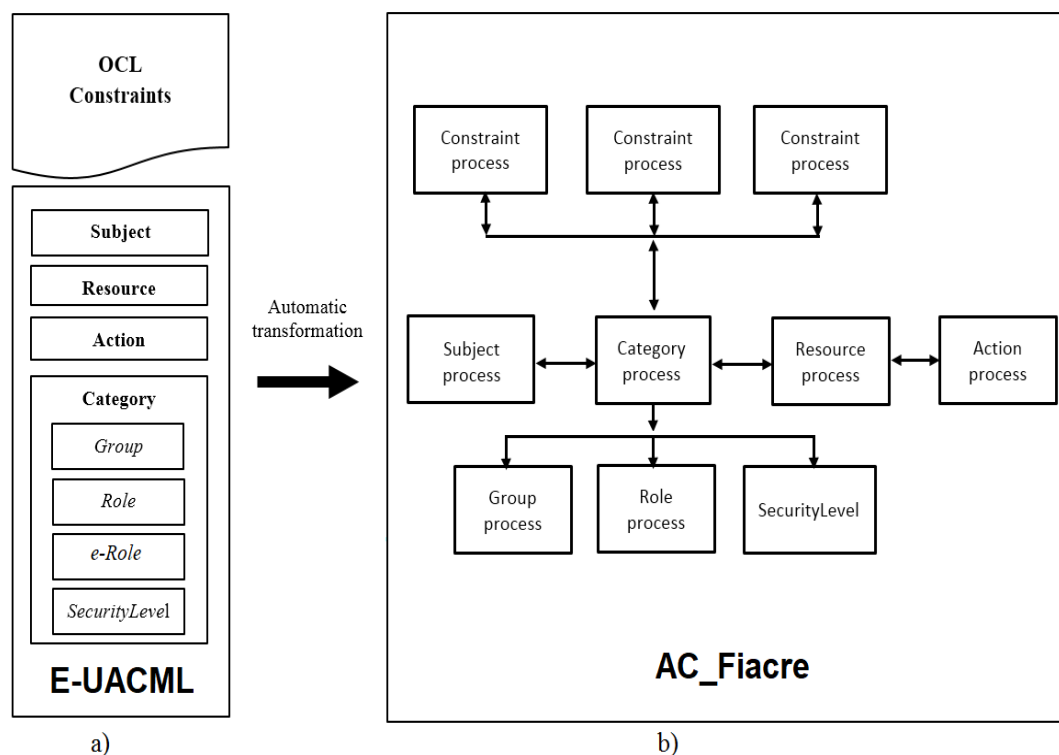 OCL
Constraints
Subject
Resource
Action
Category
Group
Role
e-Role
SecurityLevel
E-UACML
a)
Automatic
transformation
Constraint
process
Constraint
process
Constraint
process
Subject
process
Category
process
Resource
process
Action
process
Group
process
Role
process
SecurityLevel
AC_Fiacre
b)